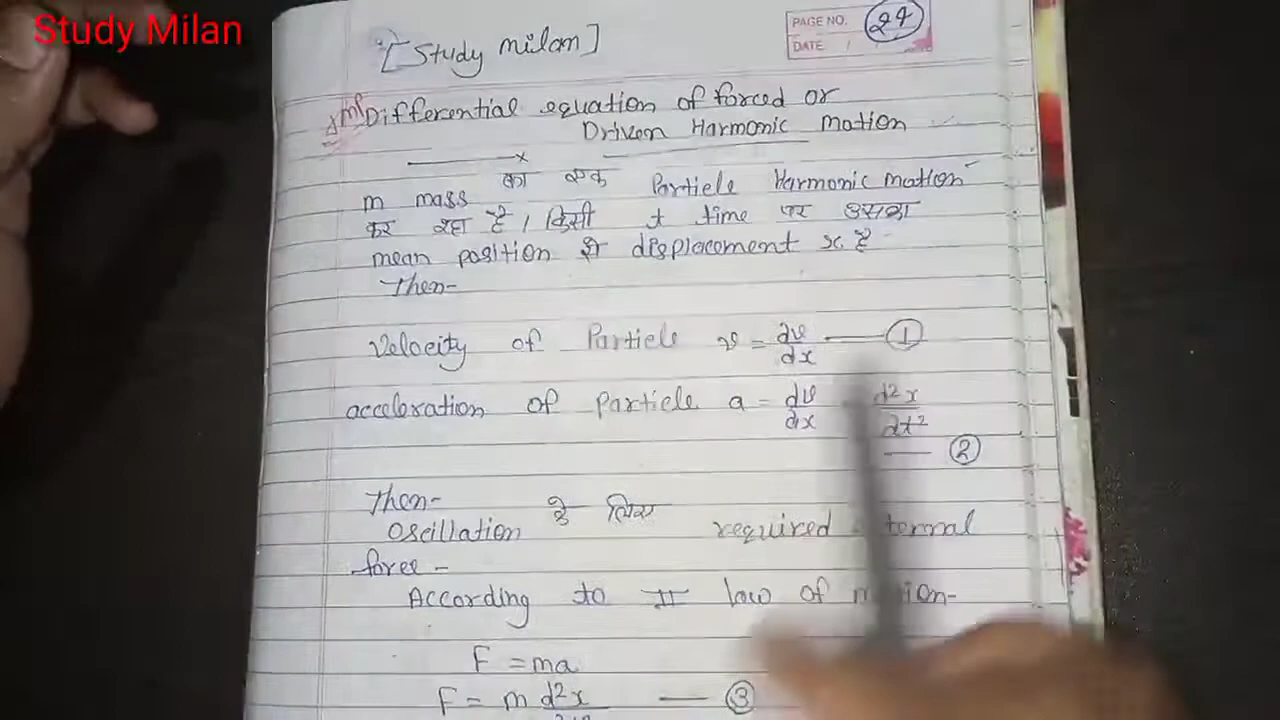 Study Milan
[Study milan]
PAGE NO. 24
DATE / /
Imp Differential equation of forced or
Driven Harmonic Motion
m mass का एक Particle Harmonic motion
कर रहा है। किसी t time पर उसका
mean position से displacement x है
Then-
Velocity of Particle v = dv/dx —— ①
acceleration of Particle a = dv/dx = d²x/dt²
—— ②
Then-
Oscillation के लिए required
force -
According to II law of
F = ma
F = m d²x —— ③